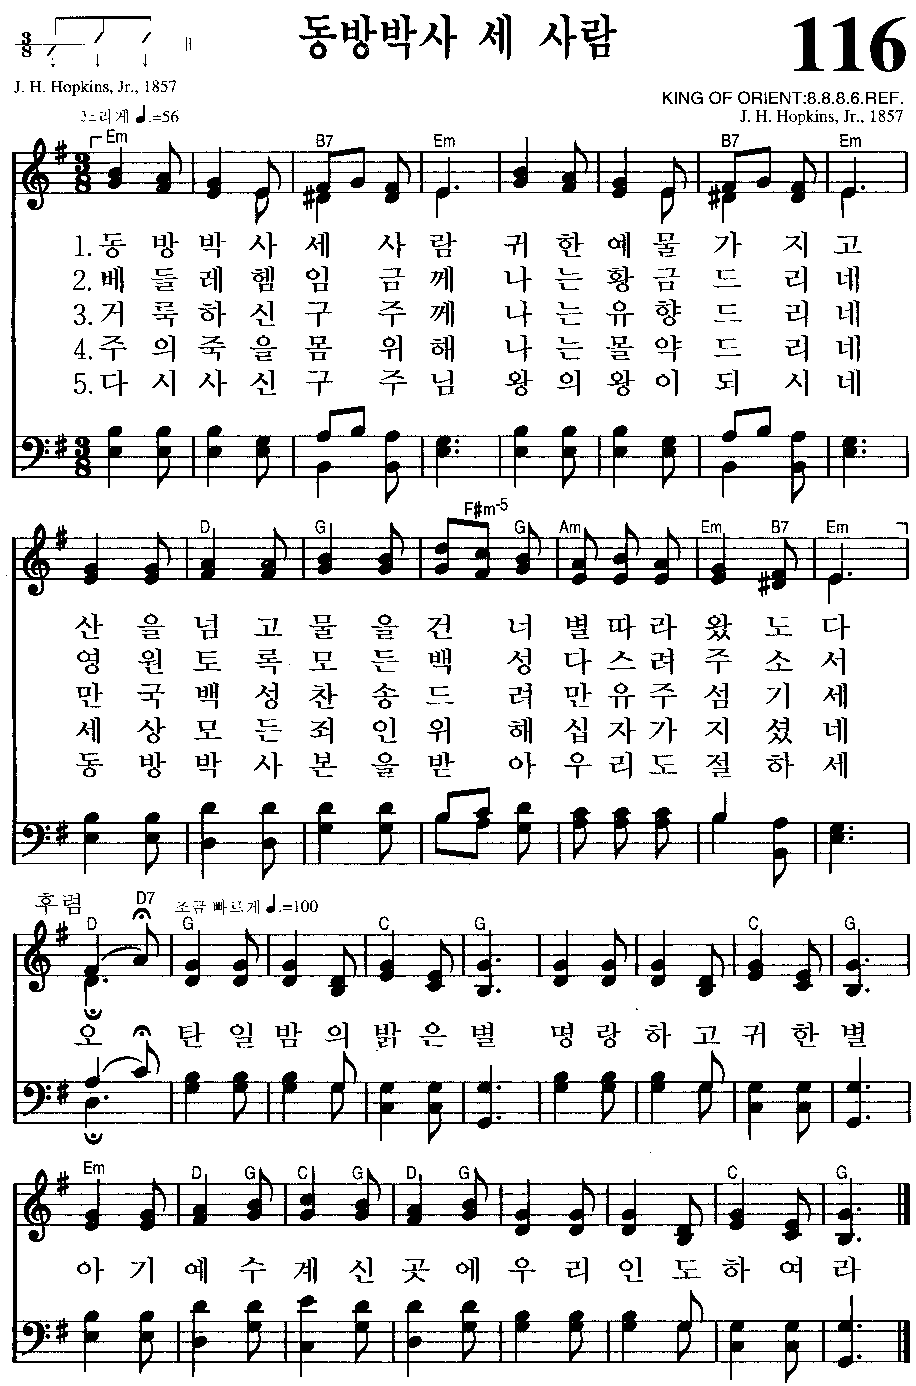 동방박사 세 사람
116
J. H. Hopkins, Jr., 1857
KING OF ORIENT:8.8.8.6.REF.
J. H. Hopkins, Jr., 1857
느리게 ♩.=56
Em B7 Em B7 Em
1.동 방 박 사 세 사 람 귀 한 예 물 가 지 고
2.베 들 레 헴 임 금 께 나 는 황 금 드 리 네
3.거 룩 하 신 구 주 께 나 는 유 향 드 리 네
4.주 의 죽 을 몸 위 해 나 는 몰 약 드 리 네
5.다 시 사 신 구 주 님 왕 의 왕 이 되 시 네
D G F#m-5 G Am Em B7 Em
산 을 넘 고 물 을 건 너 별 따 라 왔 도 다
영 원 토 록 모 든 백 성 다 스 려 주 소 서
만 국 백 성 찬 송 드 려 만 유 주 섬 기 세
세 상 모 든 죄 인 위 해 십 자 가 지 셨 네
동 방 박 사 본 을 받 아 우 리 도 절 하 세
후렴
D D7 조금 빠르게 ♩.=100
G C G C G
오 탄 일 밤 의 밝 은 별 명 랑 하 고 귀 한 별
Em D G C G D G C G
아 기 예 수 계 신 곳 에 우 리 인 도 하 여 라